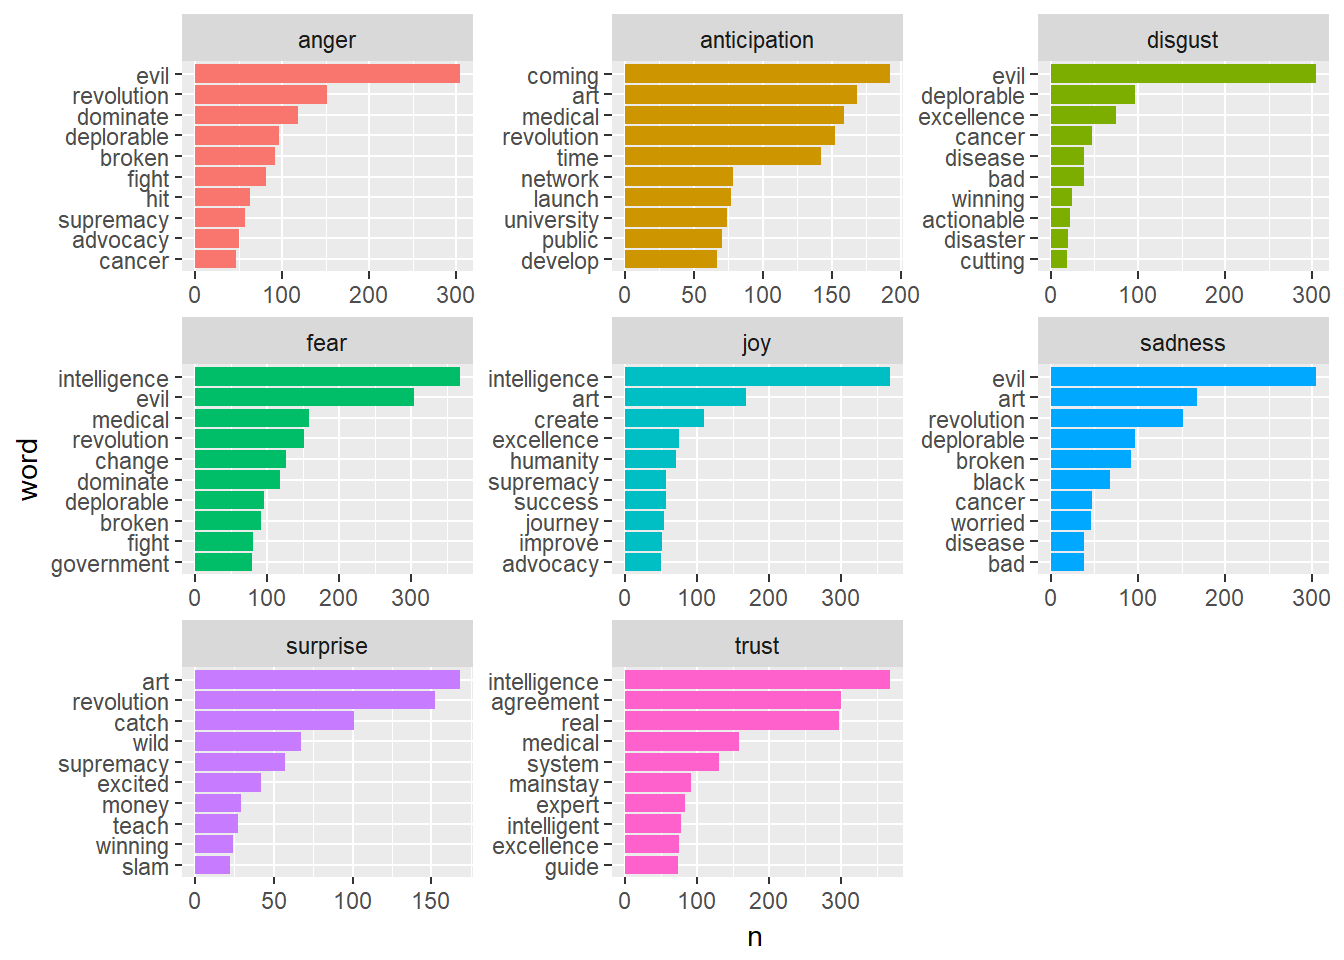 anger
evil
revolution
dominate
deplorable
broken
fight
hit
supremacy
advocacy
cancer
0 100 200 300
anticipation
coming
art
medical
revolution
time
network
launch
university
public
develop
0 50 100 150 200
disgust
evil
deplorable
excellence
cancer
disease
bad
winning
actionable
disaster
cutting
0 100 200 300
fear
intelligence
evil
medical
revolution
change
dominate
deplorable
broken
fight
government
0 100 200 300
joy
intelligence
art
create
excellence
humanity
supremacy
success
journey
improve
advocacy
0 100 200 300
sadness
evil
art
revolution
deplorable
broken
black
cancer
worried
disease
bad
0 100 200 300
surprise
art
revolution
catch
wild
supremacy
excited
money
teach
winning
slam
0 50 100 150
trust
intelligence
agreement
real
medical
system
mainstay
expert
intelligent
excellence
guide
0 100 200 300
word
n